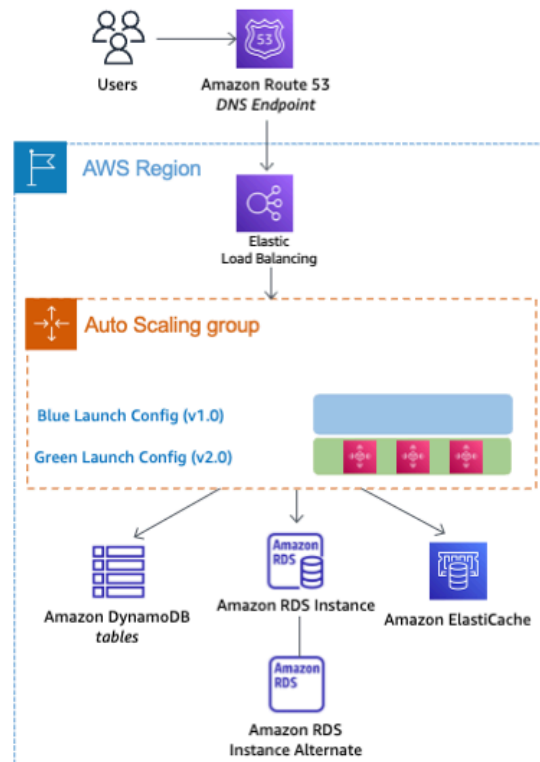 53
Users
Amazon Route 53
DNS Endpoint
AWS Region
Elastic
Load Balancing
Auto Scaling group
Blue Launch Config (v1.0)
Green Launch Config (v2.0)
Amazon
RDS
Amazon DynamoDB
tables
Amazon RDS Instance
Amazon ElastiCache
Amazon
RDS
Amazon RDS
Instance Alternate